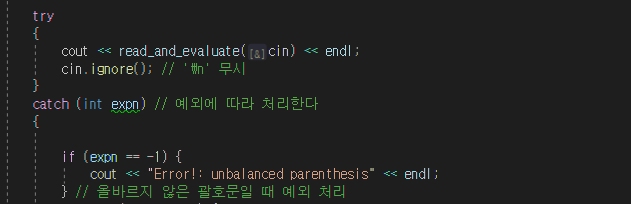 try
{
cout << read_and_evaluate([&]cin) << endl;
cin.ignore(); // '₩n' 무시
}
catch (int expn) // 예외에 따라 처리한다
{
if (expn == -1) {
cout << "Error!: unbalanced parenthesis" << endl;
} // 올바르지 않은 괄호문일 때 예외 처리